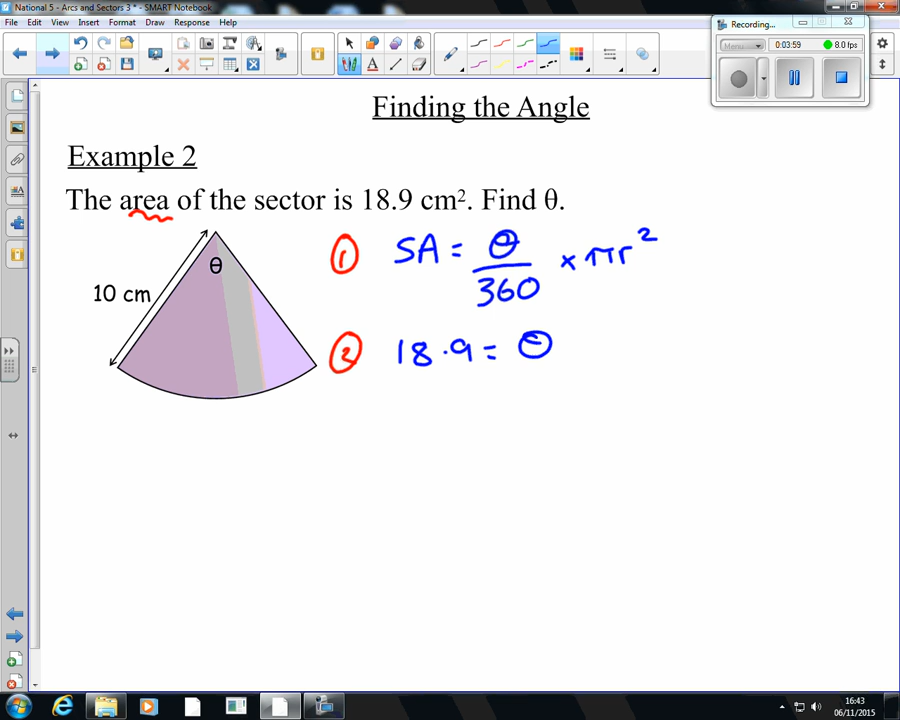 National 5 - Arcs and Sectors 3 * - SMART Notebook
File Edit View Insert Format Draw Response Help
Recording...
Menu 0:03:59 8.0 fps
Finding the Angle
Example 2
The area of the sector is 18.9 cm². Find θ.
① SA = θ/360 × πr²
θ
10 cm
② 18.9 = θ
16:43
06/11/2015